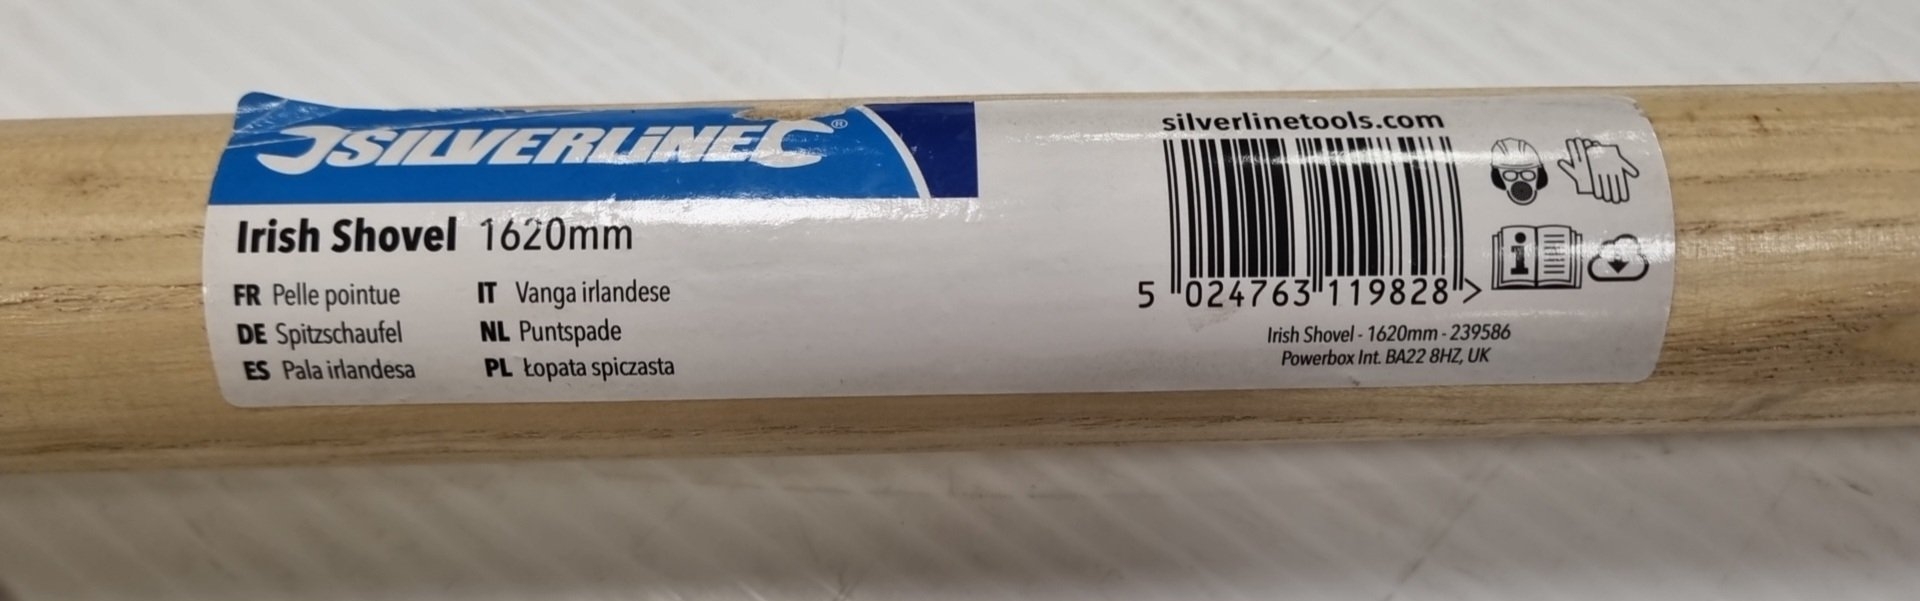 SILVERLINE®
Irish Shovel 1620mm
FR Pelle pointue
DE Spitzschaufel
ES Pala irlandesa
IT Vanga irlandese
NL Puntspade
PL Łopata spiczasta
silverlinetools.com
5 024763 119828 >
Irish Shovel - 1620mm - 239586
Powerbox Int. BA22 8HZ, UK